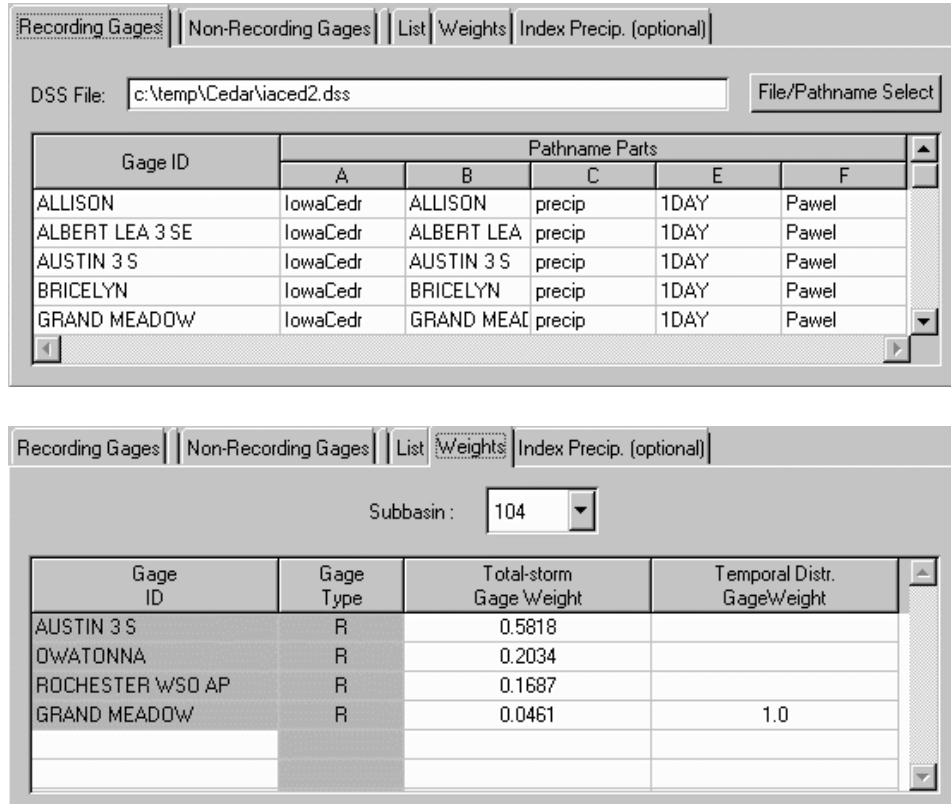 Recording Gages Non-Recording Gages List Weights Index Precip. (optional)
DSS File: c:\temp\Cedar\iaced2.dss File/Pathname Select
Gage ID Pathname Parts
A B C E F
ALLISON IowaCedr ALLISON precip 1DAY Pawel
ALBERT LEA 3 SE IowaCedr ALBERT LEA precip 1DAY Pawel
AUSTIN 3 S IowaCedr AUSTIN 3 S precip 1DAY Pawel
BRICELYN IowaCedr BRICELYN precip 1DAY Pawel
GRAND MEADOW IowaCedr GRAND MEAD precip 1DAY Pawel
Recording Gages Non-Recording Gages List Weights Index Precip. (optional)
Subbasin : 104
Gage Gage Total-storm Temporal Distr.
ID Type Gage Weight GageWeight
AUSTIN 3 S R 0.5818
OWATONNA R 0.2034
ROCHESTER WSO AP R 0.1687
GRAND MEADOW R 0.0461 1.0